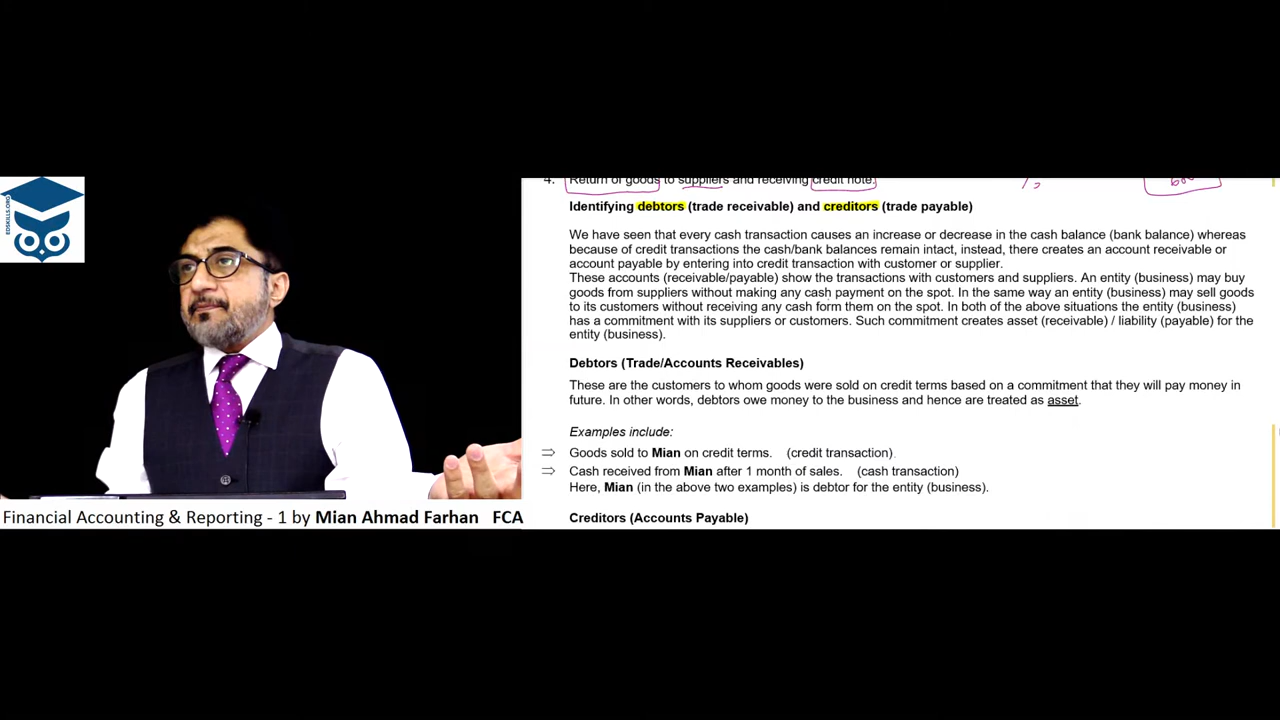 EDSKILLS.ORG
4. Return of goods to suppliers and receiving credit note.
Identifying debtors (trade receivable) and creditors (trade payable)
We have seen that every cash transaction causes an increase or decrease in the cash balance (bank balance) whereas
because of credit transactions the cash/bank balances remain intact, instead, there creates an account receivable or
account payable by entering into credit transaction with customer or supplier.
These accounts (receivable/payable) show the transactions with customers and suppliers. An entity (business) may buy
goods from suppliers without making any cash payment on the spot. In the same way an entity (business) may sell goods
to its customers without receiving any cash form them on the spot. In both of the above situations the entity (business)
has a commitment with its suppliers or customers. Such commitment creates asset (receivable) / liability (payable) for the
entity (business).
Debtors (Trade/Accounts Receivables)
These are the customers to whom goods were sold on credit terms based on a commitment that they will pay money in
future. In other words, debtors owe money to the business and hence are treated as asset.
Examples include:
⇒ Goods sold to Mian on credit terms. (credit transaction)
⇒ Cash received from Mian after 1 month of sales. (cash transaction)
Here, Mian (in the above two examples) is debtor for the entity (business).
Creditors (Accounts Payable)
Financial Accounting & Reporting - 1 by Mian Ahmad Farhan FCA